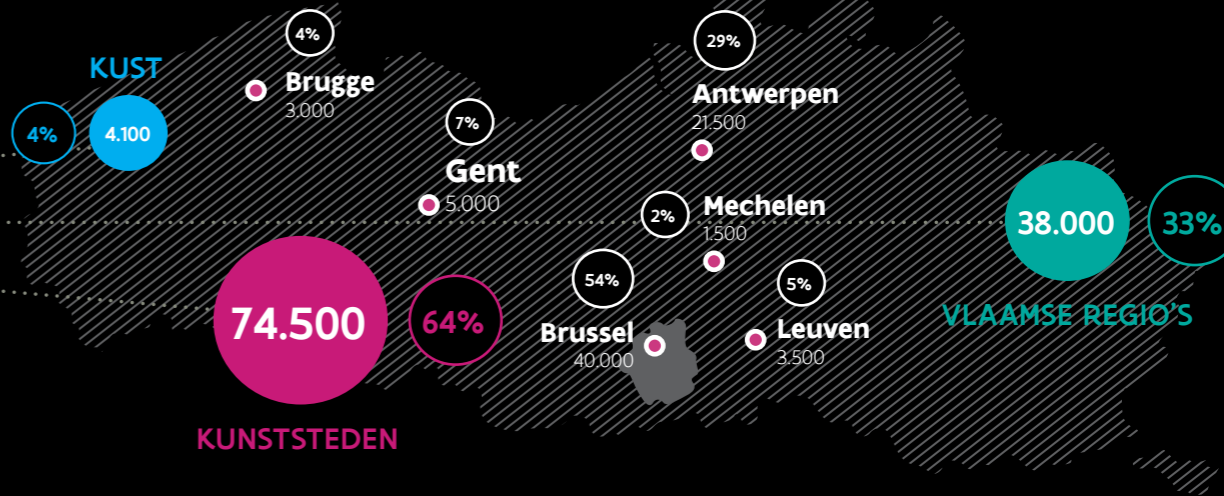 4%
KUST
4%
4.100
Brugge
3.000
7%
Gent
5.000
29%
Antwerpen
21.500
2%
Mechelen
1.500
38.000
33%
VLAAMSE REGIO'S
74.500
64%
KUNSTSTEDEN
54%
Brussel
40.000
5%
Leuven
3.500